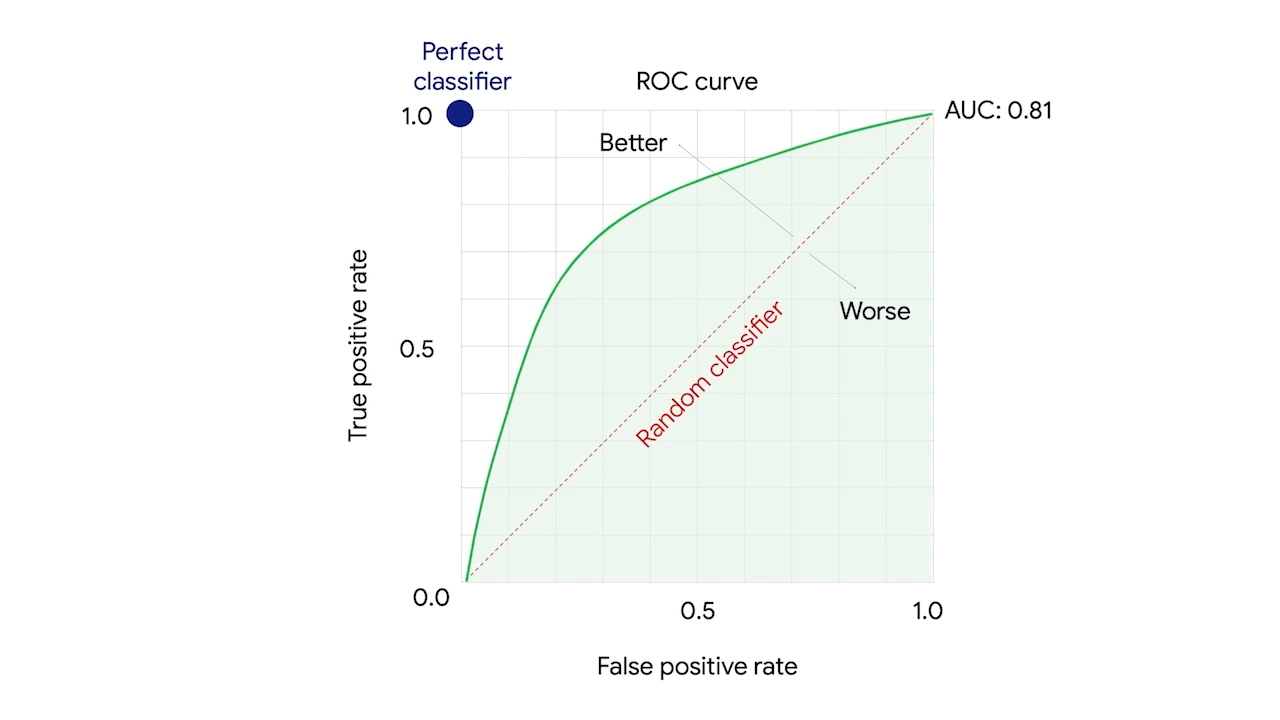 Perfect
classifier
ROC curve
1.0
AUC: 0.81
Better
True positive rate
0.5
Worse
Random classifier
0.0
0.5
1.0
False positive rate